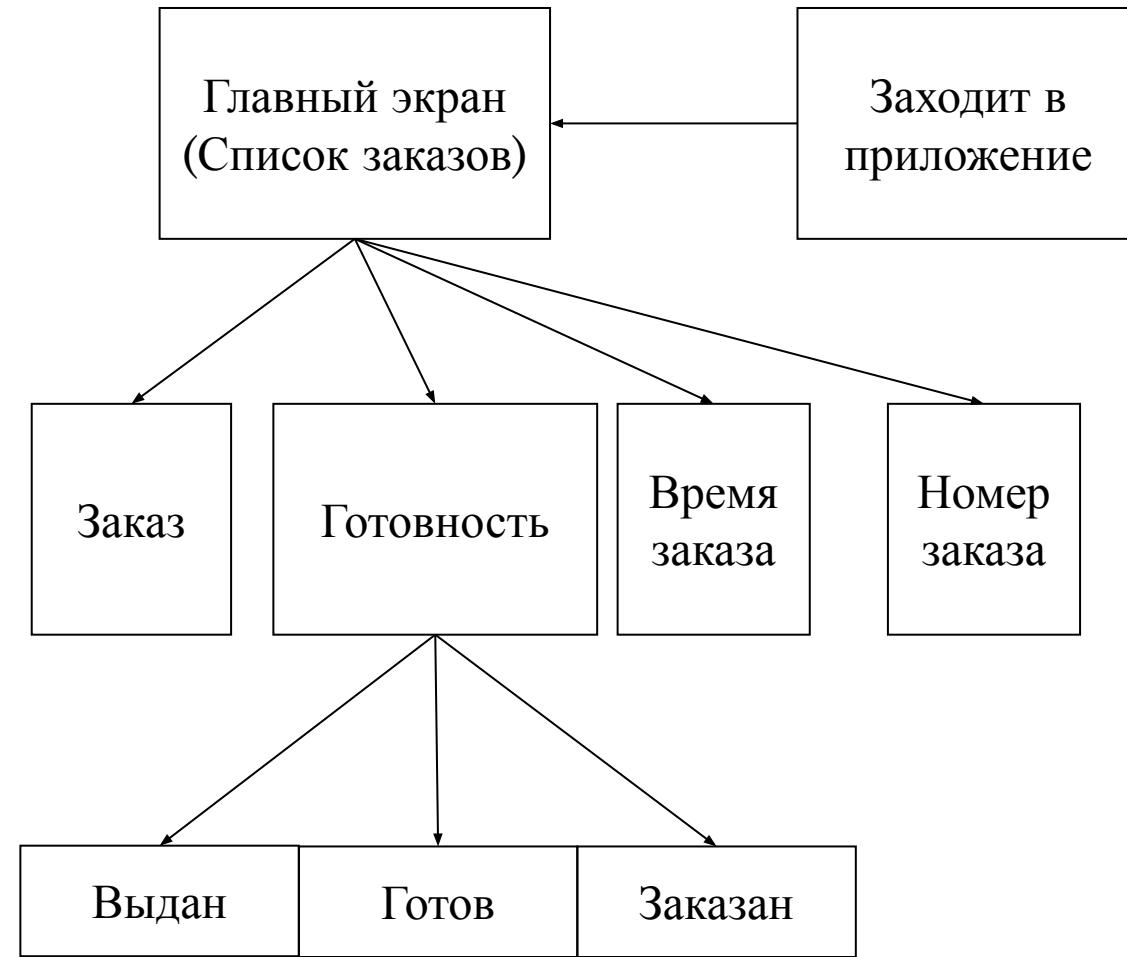 Главный экран
(Список заказов)
Заходит в
приложение
Заказ
Готовность
Время
заказа
Номер
заказа
Выдан
Готов
Заказан